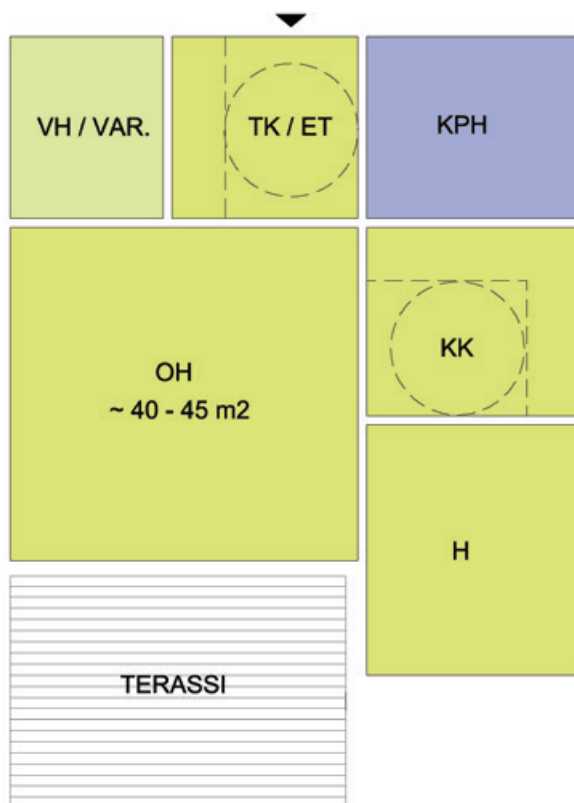 VH / VAR.
TK / ET
KPH
OH
~ 40 - 45 m2
KK
H
TERASSI